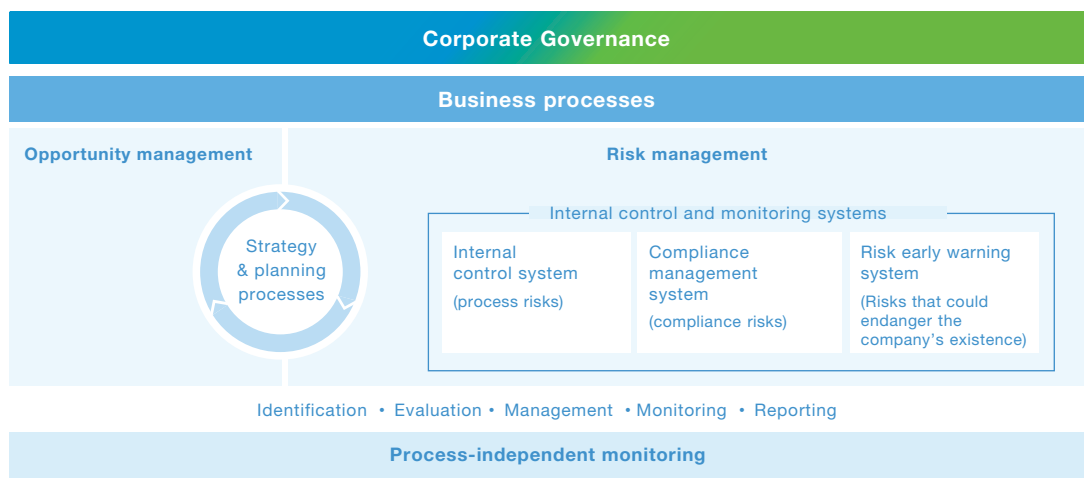 Corporate Governance
Business processes
Opportunity management
Risk management
Strategy
& planning
processes
Internal control and monitoring systems
Internal
control system
(process risks)
Compliance
management
system
(compliance risks)
Risk early warning
system
(Risks that could
endanger the
company’s existence)
Identification • Evaluation • Management • Monitoring • Reporting
Process-independent monitoring